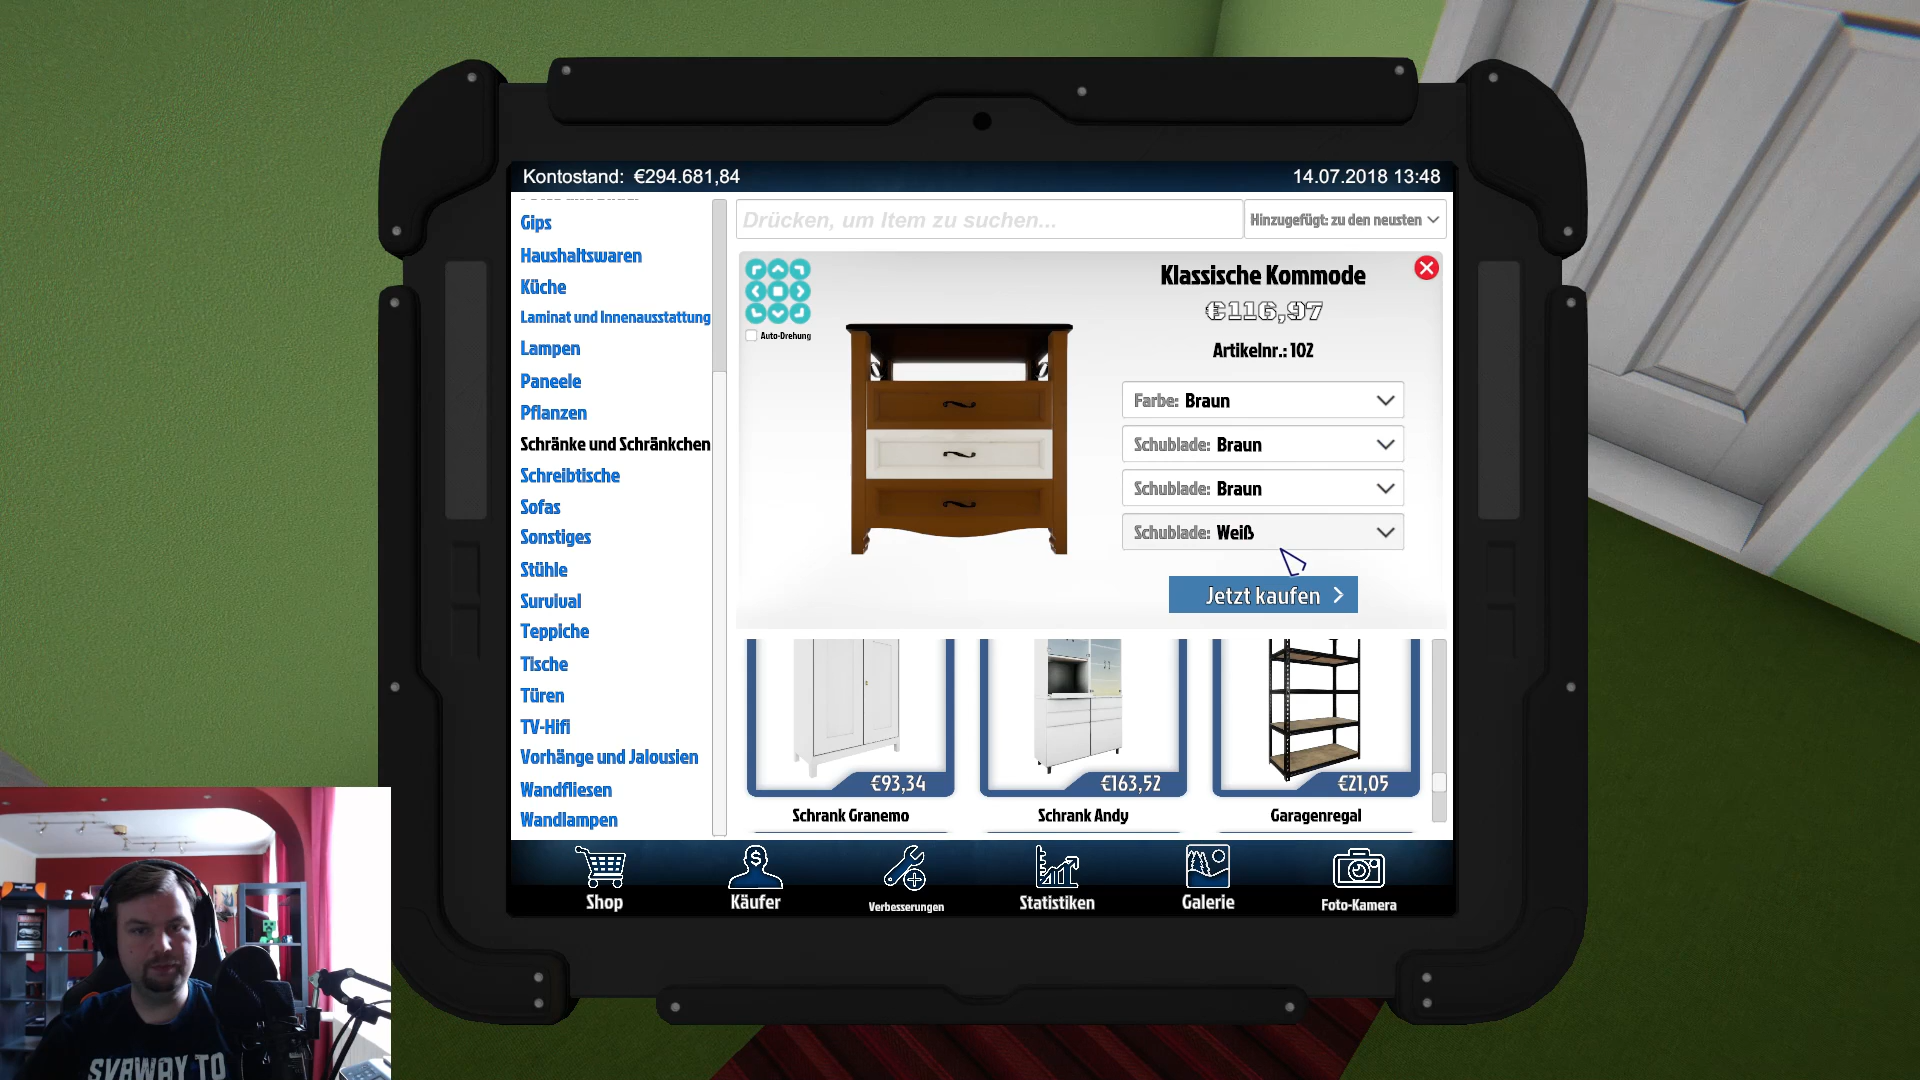 Kontostand: €294.681,84
14.07.2018 13:48
Gips
Haushaltswaren
Küche
Laminat und Innenausstattung
Lampen
Paneele
Pflanzen
Schränke und Schränkchen
Schreibtische
Sofas
Sonstiges
Stühle
Survival
Teppiche
Tische
Türen
TV-Hifi
Vorhänge und Jalousien
Wandfliesen
Wandlampen
Drücken, um Item zu suchen...
Hinzugefügt: zu den neusten
Auto-Drehung
Klassische Kommode
€116,97
Artikelnr.: 102
Farbe: Braun
Schublade: Braun
Schublade: Braun
Schublade: Weiß
Jetzt kaufen
€93,34
Schrank Granemo
€163,52
Schrank Andy
€21,05
Garagenregal
Shop
Käufer
Verbesserungen
Statistiken
Galerie
Foto-Kamera
SVBWAY TO